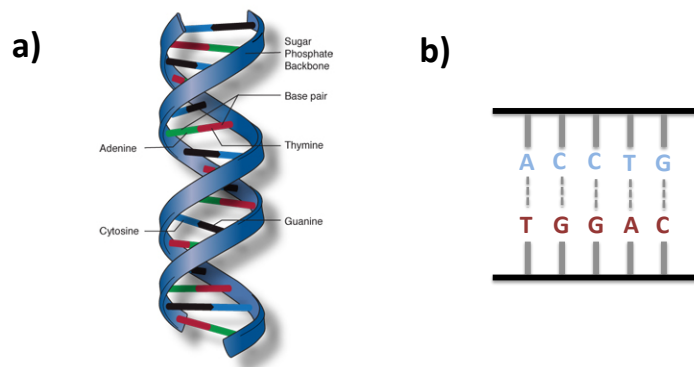 a)
Sugar
Phosphate
Backbone
Base pair
Adenine
Thymine
Cytosine
Guanine
b)
A C C T G
T G G A C